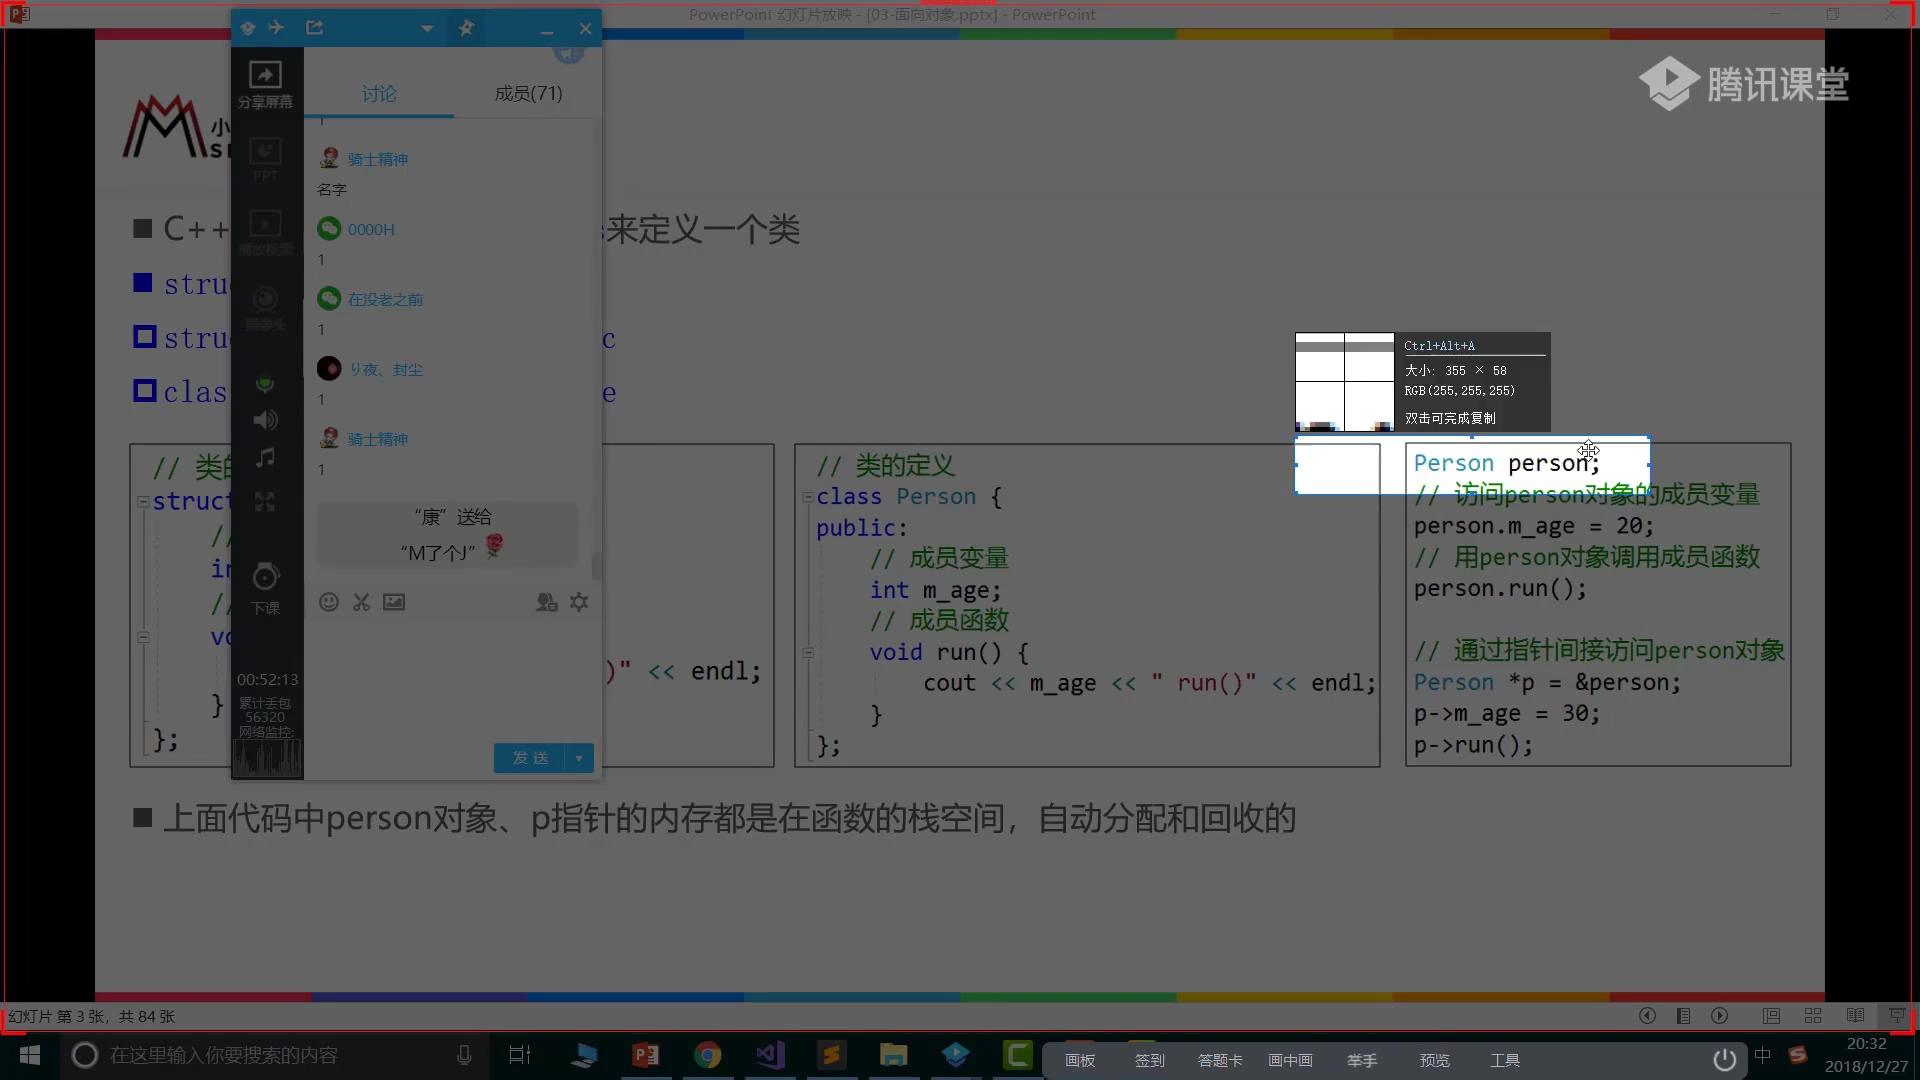 PowerPoint 幻灯片放映 - [03-面向对象.pptx] - PowerPoint
腾讯课堂
小
分享屏幕
PPT
播放视频
摄像头
下课
00:52:13
累计丢包
56320
网络监控:
讨论
成员(71)
1
骑士精神
名字
0000H
1
在没老之前
1
り夜、封尘
1
骑士精神
1
“康”送给
“M了个J”
发送
C++
来定义一个类
stru
stru
c
clas
e
// 类的
struct
//
in
//
vo
)" << endl;
}
};
// 类的定义
class Person {
public:
// 成员变量
int m_age;
// 成员函数
void run() {
cout << m_age << " run()" << endl;
}
};
Ctrl+Alt+A
大小: 355 × 58
RGB(255,255,255)
双击可完成复制
Person person;
// 访问person对象的成员变量
person.m_age = 20;
// 用person对象调用成员函数
person.run();
// 通过指针间接访问person对象
Person *p = &person;
p->m_age = 30;
p->run();
上面代码中person对象、p指针的内存都是在函数的栈空间，自动分配和回收的
幻灯片 第 3 张，共 84 张
在这里输入你要搜索的内容
画板
签到
答题卡
画中画
举手
预览
工具
中
20:32
2018/12/27